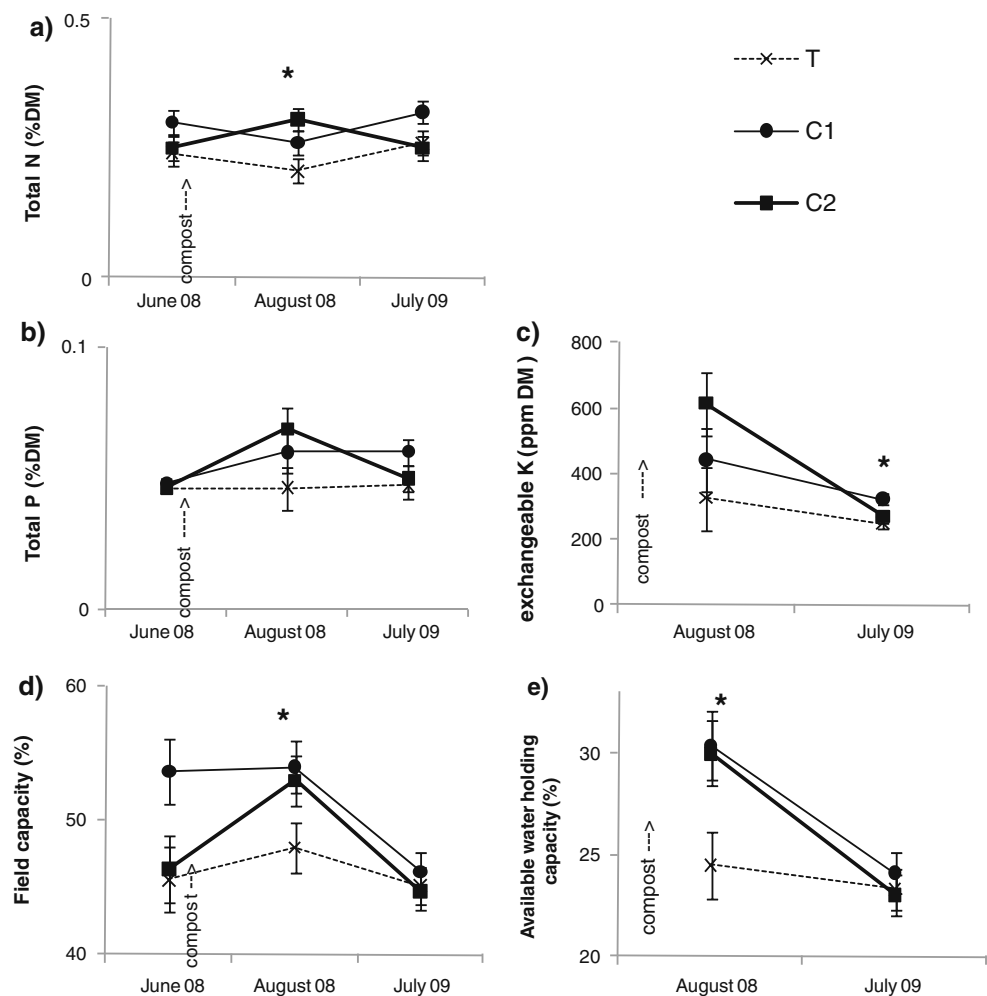 a)
Total N (%DM)
0.5
0
*
compost ---->
June 08 August 08 July 09
T
C1
C2
b)
Total P (%DM)
0.1
0
compost ---->
June 08 August 08 July 09
c)
exchangeable K (ppm DM)
800
600
400
200
0
*
compost ---->
August 08 July 09
d)
Field capacity (%)
60
50
40
*
compost ---->
June 08 August 08 July 09
e)
Available water holding
capacity (%)
30
25
20
*
compost ---->
August 08 July 09